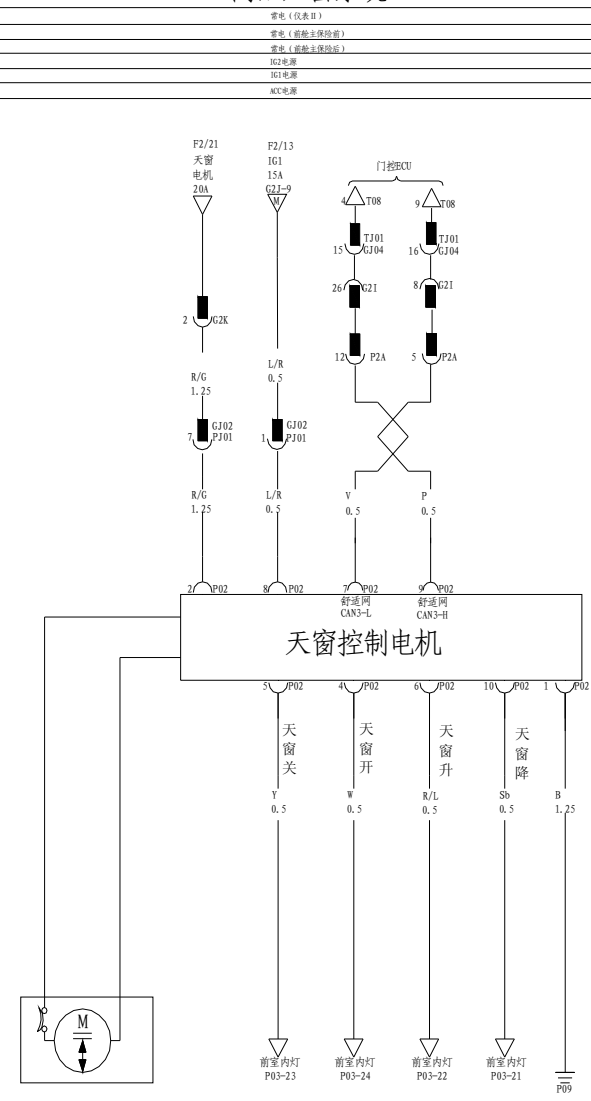 常电（仪表II）
常电（前舱主保险前）
常电（前舱主保险后）
IG2电源
IG1电源
ACC电源
F2/21
天窗
电机
20A
F2/13
IG1
15A
G2J-9
M
门控ECU
4 T08
9 T08
TJ01
15 GJ04
TJ01
16 GJ04
26 G2I
8 G2I
2 G2K
12 P2A
5 P2A
R/G
1.25
L/R
0.5
GJ02
7 PJ01
GJ02
1 PJ01
R/G
1.25
L/R
0.5
V
0.5
P
0.5
2 P02
8 P02
7 P02
9 P02
舒适网
CAN3-L
舒适网
CAN3-H
天窗控制电机
5 P02
4 P02
6 P02
10 P02
1 P02
天窗关
天窗开
天窗升
天窗降
Y
0.5
W
0.5
R/L
0.5
Sb
0.5
B
1.25
M
前室内灯
P03-23
前室内灯
P03-24
前室内灯
P03-22
前室内灯
P03-21
P09